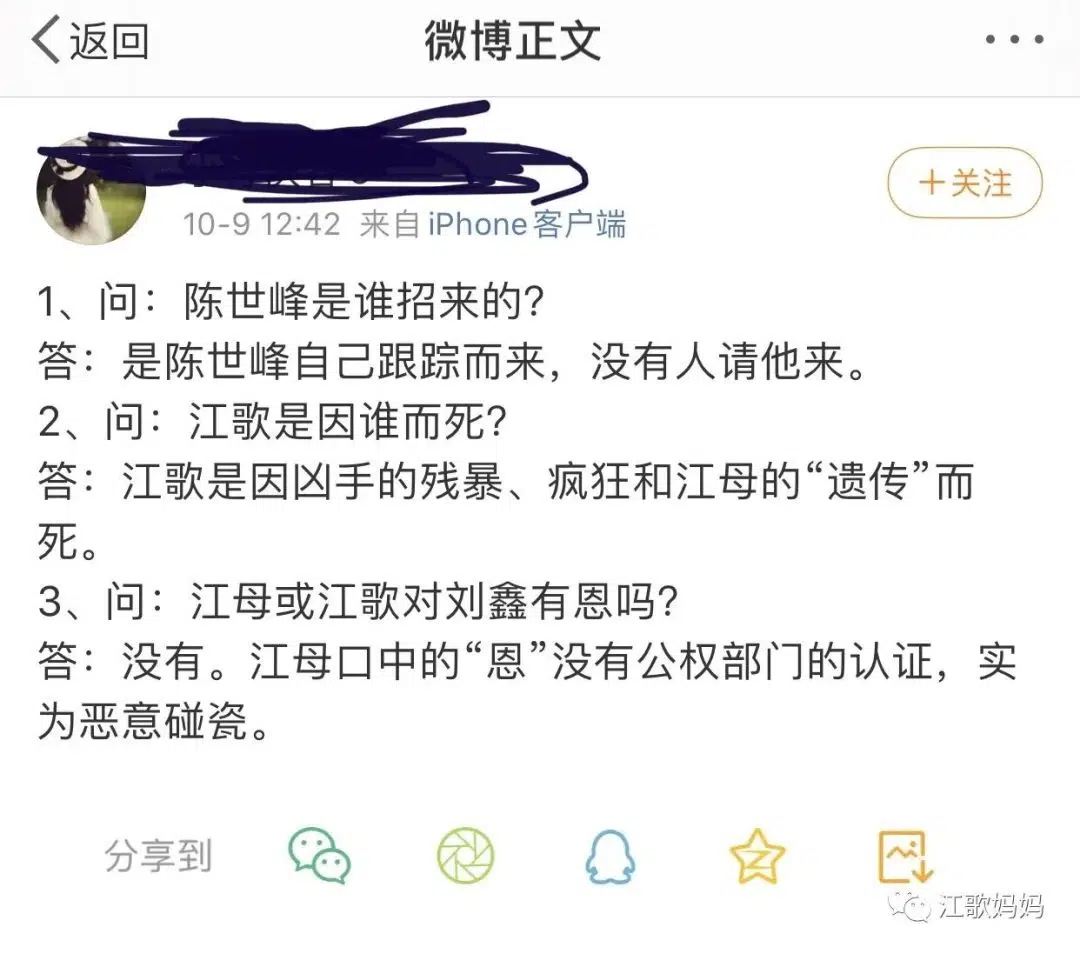 返回
微博正文
10-9 12:42 来自 iPhone客户端
+关注
1、问：陈世峰是谁招来的？
答：是陈世峰自己跟踪而来，没有人请他来。
2、问：江歌是因谁而死？
答：江歌是因凶手的残暴、疯狂和江母的“遗传”而
死。
3、问：江母或江歌对刘鑫有恩吗？
答：没有。江母口中的“恩”没有公权部门的认证，实
为恶意碰瓷。
分享到
江歌妈妈